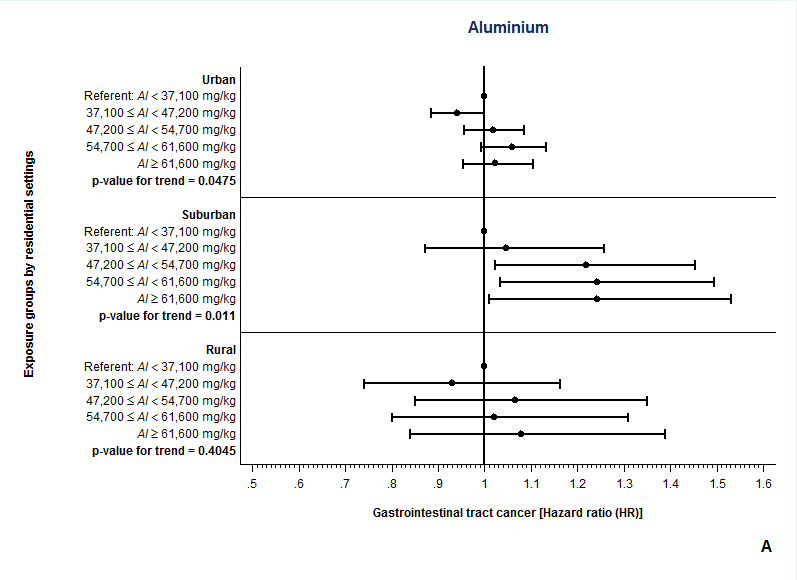 Aluminium
Exposure groups by residential settings
Urban
Referent: Al < 37,100 mg/kg
37,100 ≤ Al < 47,200 mg/kg
47,200 ≤ Al < 54,700 mg/kg
54,700 ≤ Al < 61,600 mg/kg
Al ≥ 61,600 mg/kg
p-value for trend = 0.0475
Suburban
Referent: Al < 37,100 mg/kg
37,100 ≤ Al < 47,200 mg/kg
47,200 ≤ Al < 54,700 mg/kg
54,700 ≤ Al < 61,600 mg/kg
Al ≥ 61,600 mg/kg
p-value for trend = 0.011
Rural
Referent: Al < 37,100 mg/kg
37,100 ≤ Al < 47,200 mg/kg
47,200 ≤ Al < 54,700 mg/kg
54,700 ≤ Al < 61,600 mg/kg
Al ≥ 61,600 mg/kg
p-value for trend = 0.4045
.5 .6 .7 .8 .9 1 1.1 1.2 1.3 1.4 1.5 1.6
Gastrointestinal tract cancer [Hazard ratio (HR)]
A